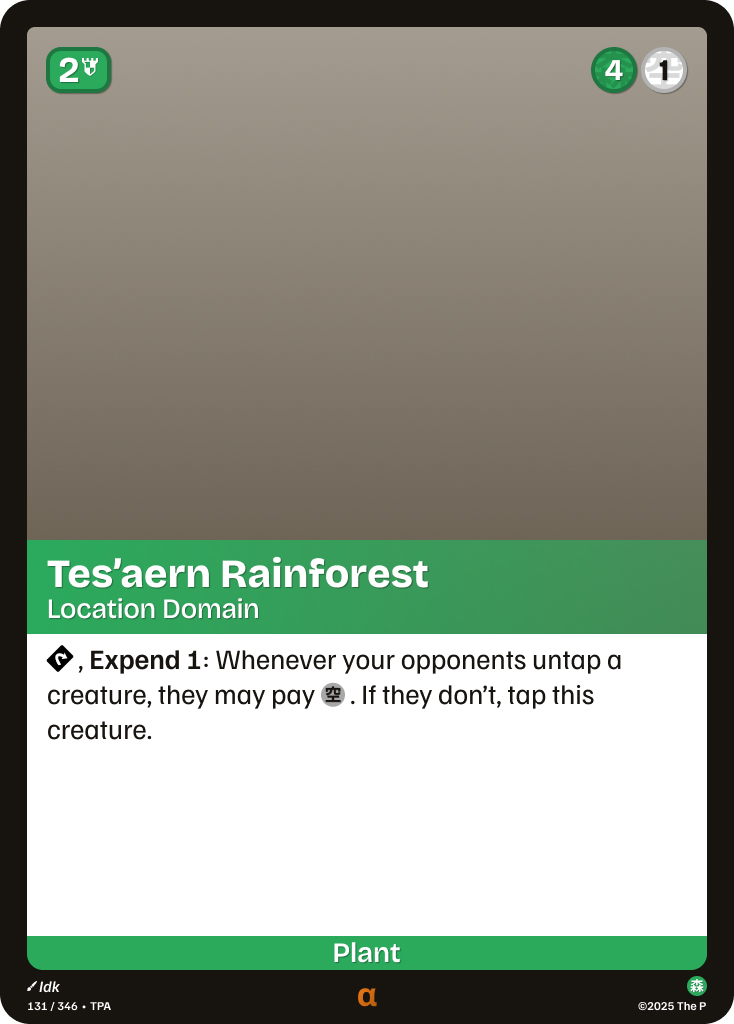 2
4 1
Tes’aern Rainforest
Location Domain
, Expend 1: Whenever your opponents untap a
creature, they may pay 空 . If they don’t, tap this
creature.
Plant
Idk
131 / 346 • TPA
α
森
©2025 The P